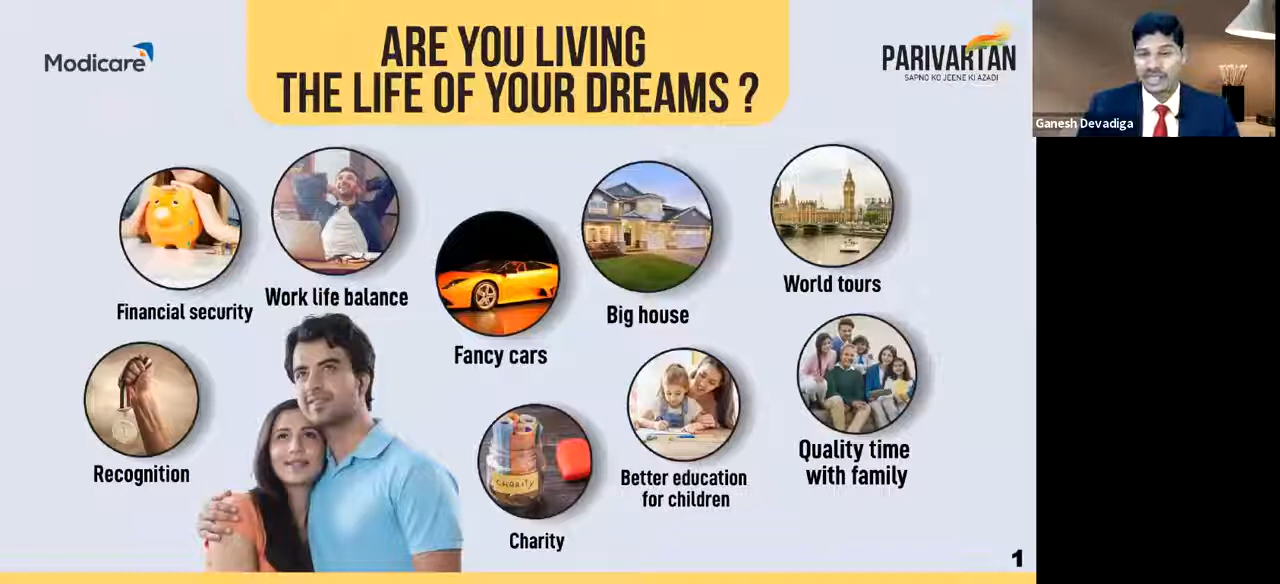 Modicare
ARE YOU LIVING
THE LIFE OF YOUR DREAMS ?
PARIVARTAN
SAPNO KO JEENE KI AZADI
Ganesh Devadiga
Financial security
Work life balance
Fancy cars
Big house
World tours
Recognition
CHARITY
Charity
Better education
for children
Quality time
with family
1